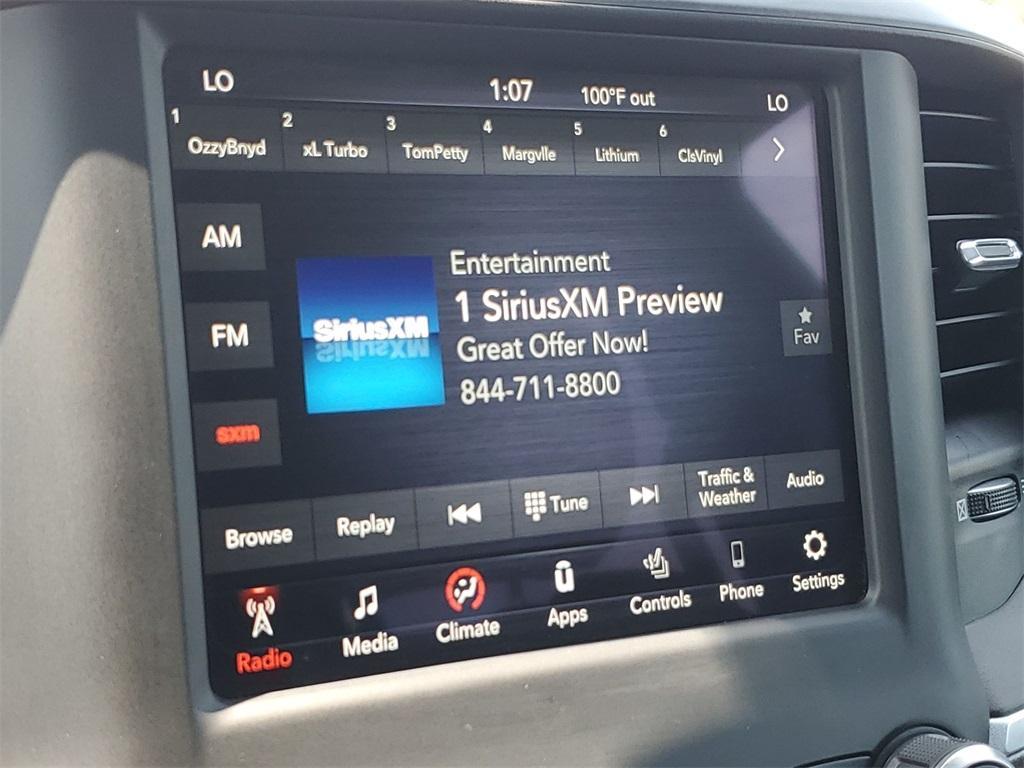 LO 1:07 100°F out LO
1 OzzyBnyd 2 xL Turbo 3 TomPetty 4 Margvlle 5 Lithium 6 ClsVinyl
AM
FM
sxm
SiriusXM
Entertainment
1 SiriusXM Preview
Great Offer Now!
844-711-8800
Fav
Browse Replay Tune Traffic & Weather Audio
Radio Media Climate Apps Controls Phone Settings